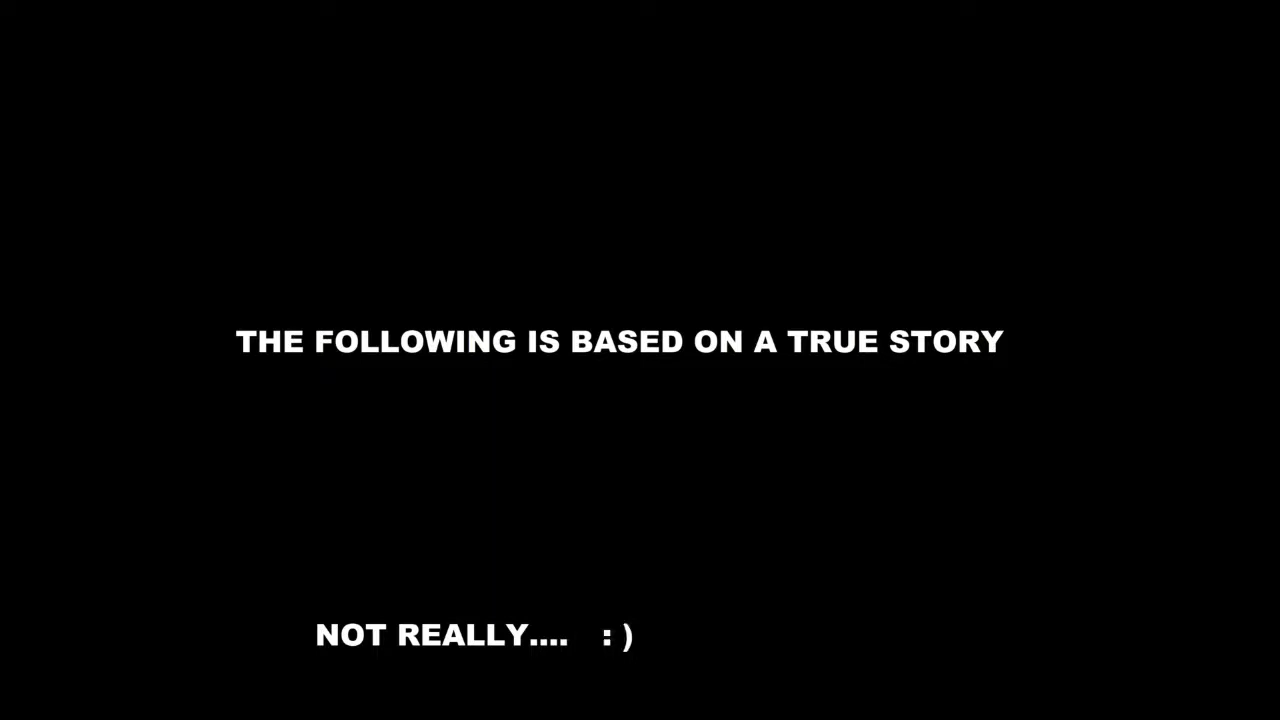 THE FOLLOWING IS BASED ON A TRUE STORY
NOT REALLY.... : )